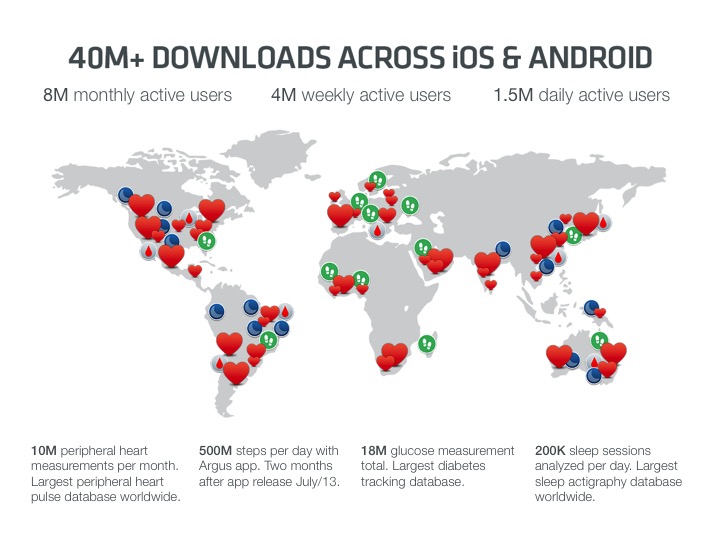 40M+ DOWNLOADS ACROSS iOS & ANDROID
8M monthly active users 4M weekly active users 1.5M daily active users
10M peripheral heart
measurements per month.
Largest peripheral heart
pulse database worldwide.
500M steps per day with
Argus app. Two months
after app release July/13.
18M glucose measurement
total. Largest diabetes
tracking database.
200K sleep sessions
analyzed per day. Largest
sleep actigraphy database
worldwide.